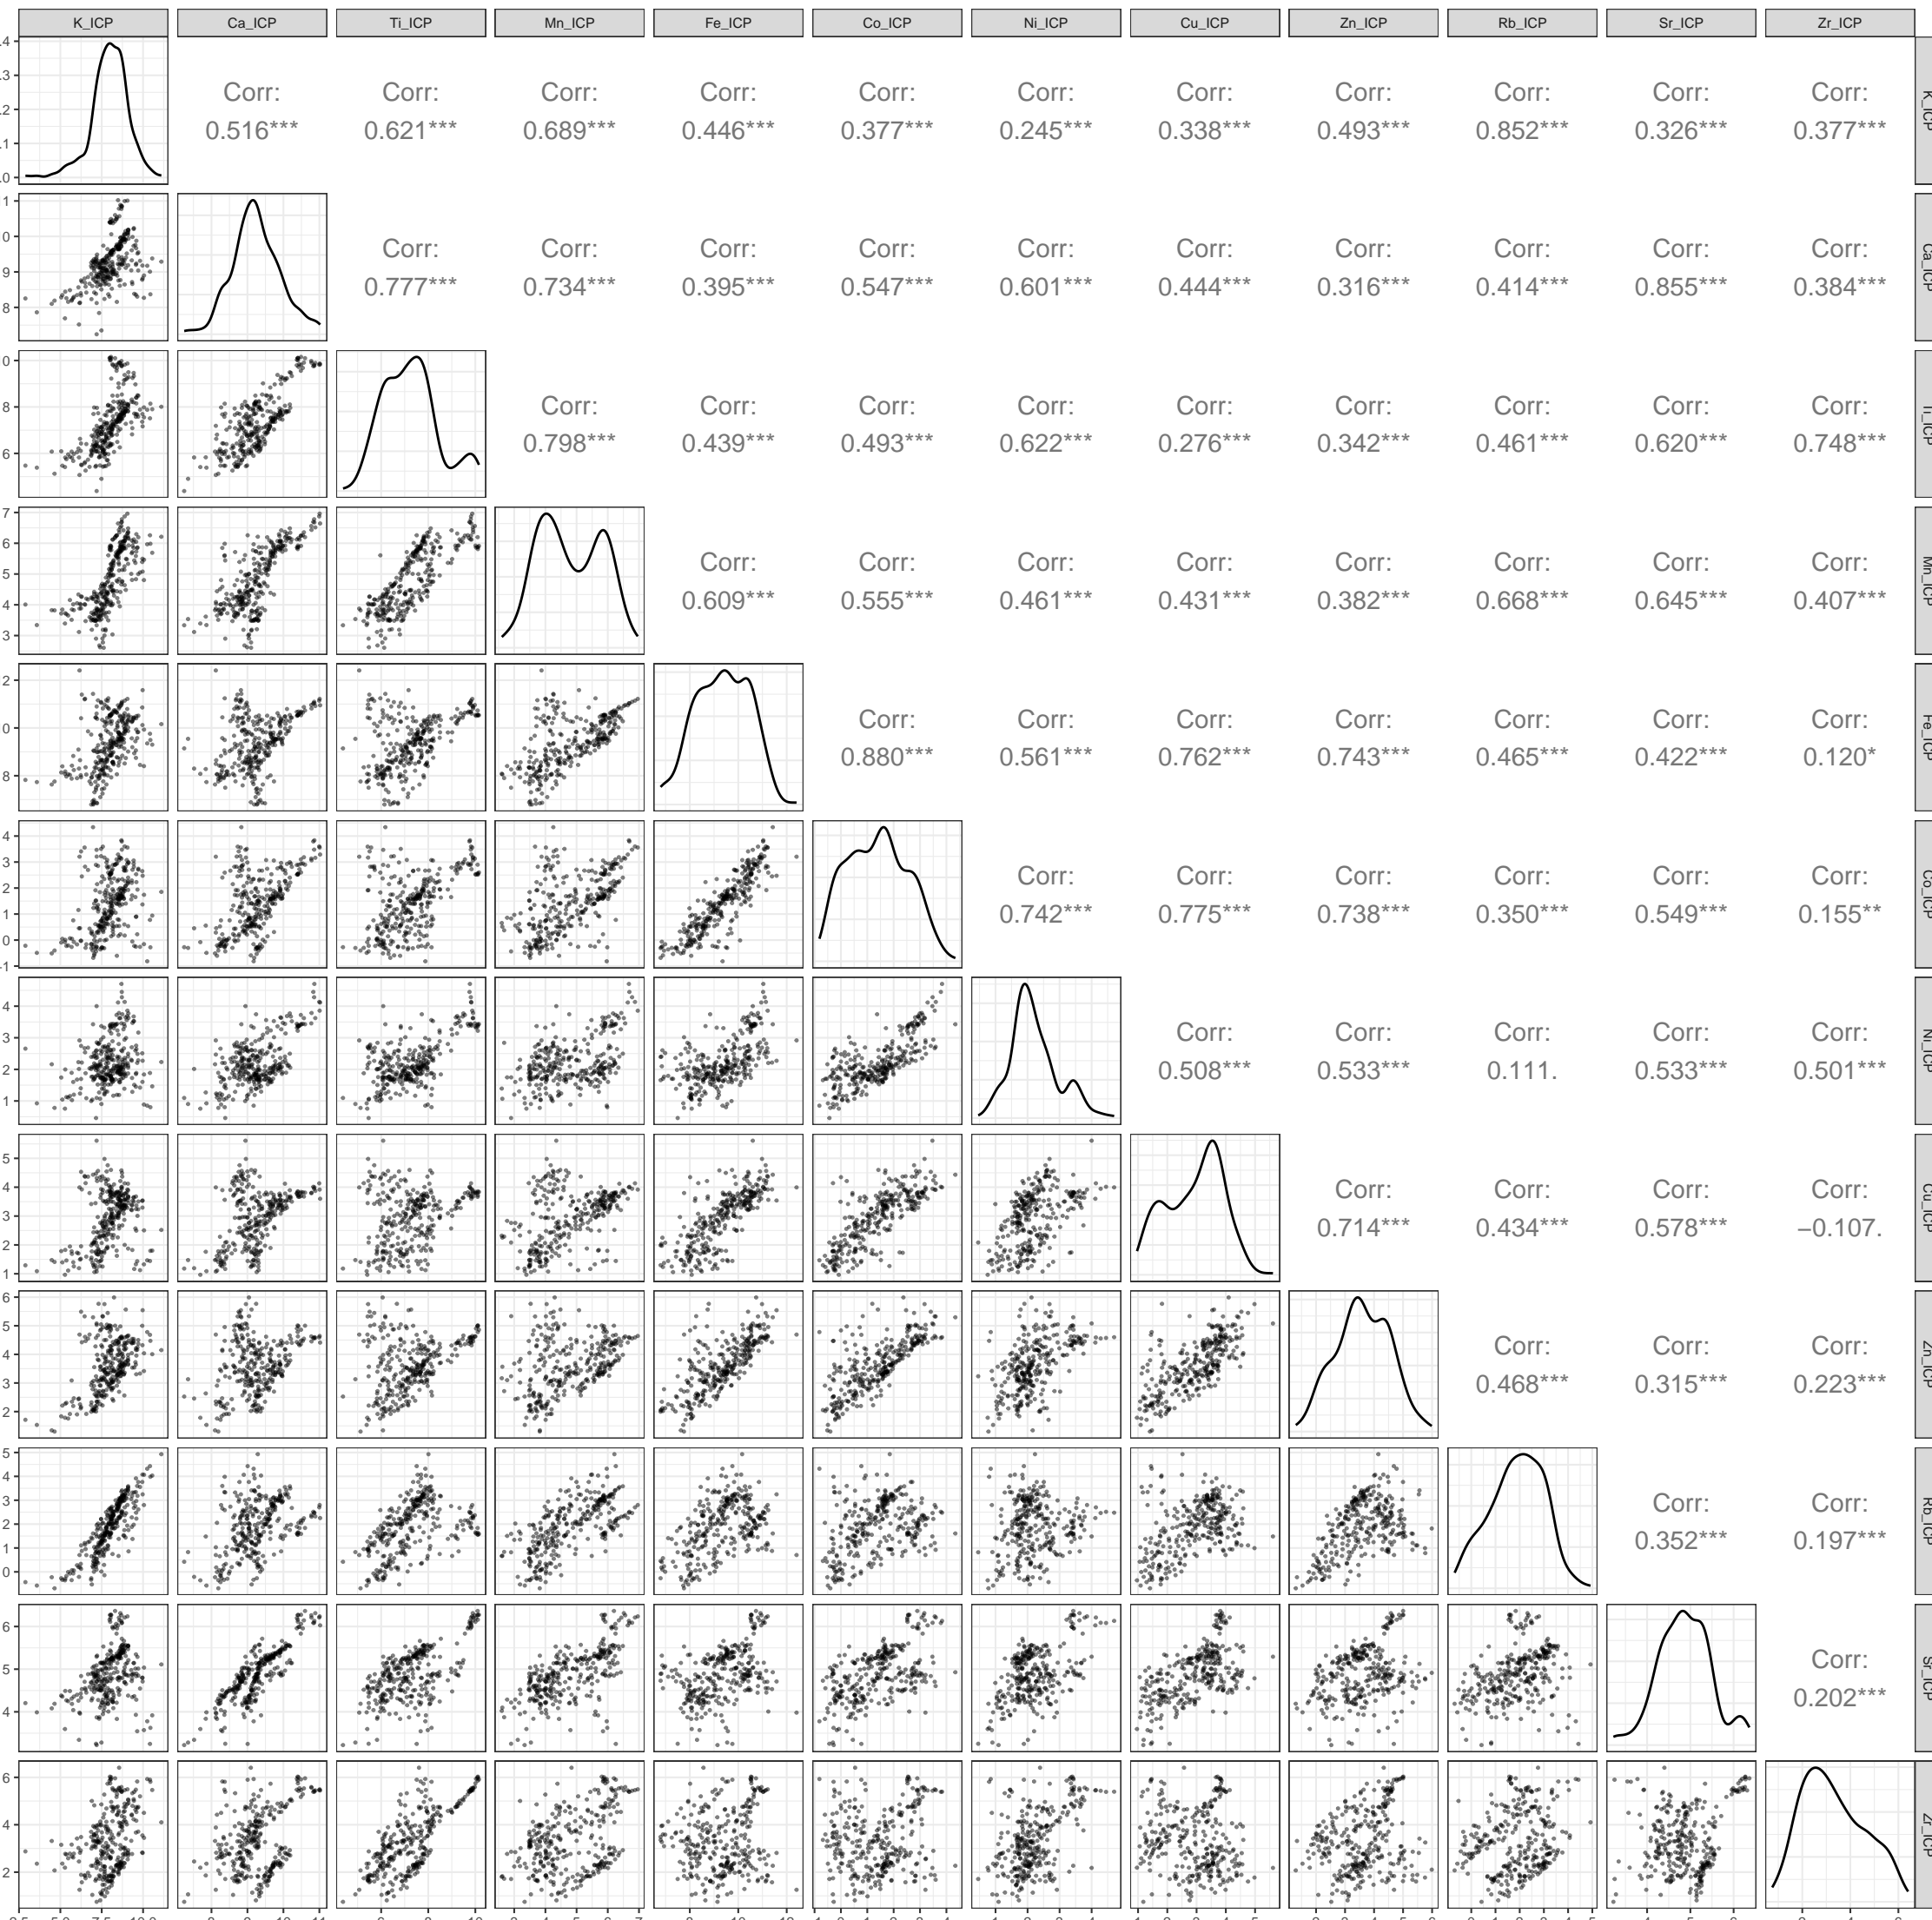 K_ICP Ca_ICP Ti_ICP Mn_ICP Fe_ICP Co_ICP Ni_ICP Cu_ICP Zn_ICP Rb_ICP Sr_ICP Zr_ICP
Corr: Corr: Corr: Corr: Corr: Corr: Corr: Corr: Corr: Corr: Corr:
0.516*** 0.621*** 0.689*** 0.446*** 0.377*** 0.245*** 0.338*** 0.493*** 0.852*** 0.326*** 0.377***
Corr: Corr: Corr: Corr: Corr: Corr: Corr: Corr: Corr: Corr:
0.777*** 0.734*** 0.395*** 0.547*** 0.601*** 0.444*** 0.316*** 0.414*** 0.855*** 0.384***
Corr: Corr: Corr: Corr: Corr: Corr: Corr: Corr: Corr:
0.798*** 0.439*** 0.493*** 0.622*** 0.276*** 0.342*** 0.461*** 0.620*** 0.748***
Corr: Corr: Corr: Corr: Corr: Corr: Corr: Corr:
0.609*** 0.555*** 0.461*** 0.431*** 0.382*** 0.668*** 0.645*** 0.407***
Corr: Corr: Corr: Corr: Corr: Corr: Corr:
0.880*** 0.561*** 0.762*** 0.743*** 0.465*** 0.422*** 0.120*
Corr: Corr: Corr: Corr: Corr: Corr:
0.742*** 0.775*** 0.738*** 0.350*** 0.549*** 0.155**
Corr: Corr: Corr: Corr: Corr:
0.508*** 0.533*** 0.111. 0.533*** 0.501***
Corr: Corr: Corr: Corr:
0.714*** 0.434*** 0.578*** −0.107.
Corr: Corr: Corr:
0.468*** 0.315*** 0.223***
Corr: Corr:
0.352*** 0.197***
Corr:
0.202***